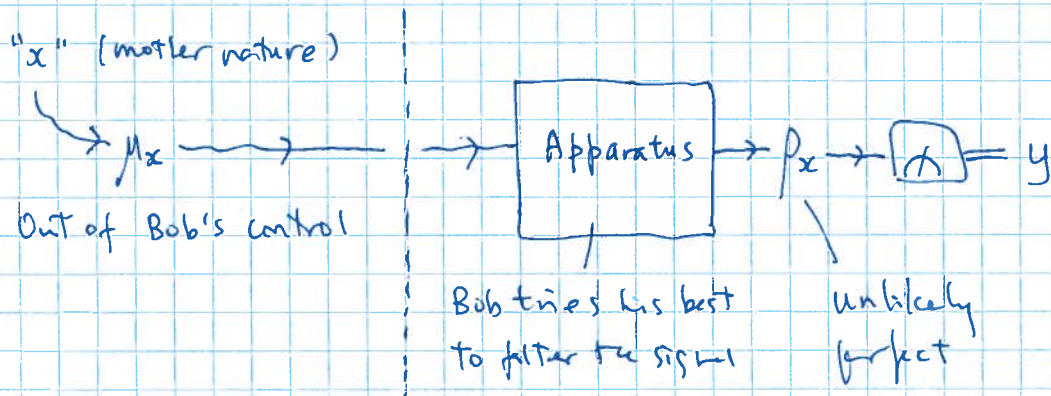 "x" (mother nature)
μx
Apparatus
ρx
y
Out of Bob's control
Bob tries his best
to filter the signal
Unlikely
perfect